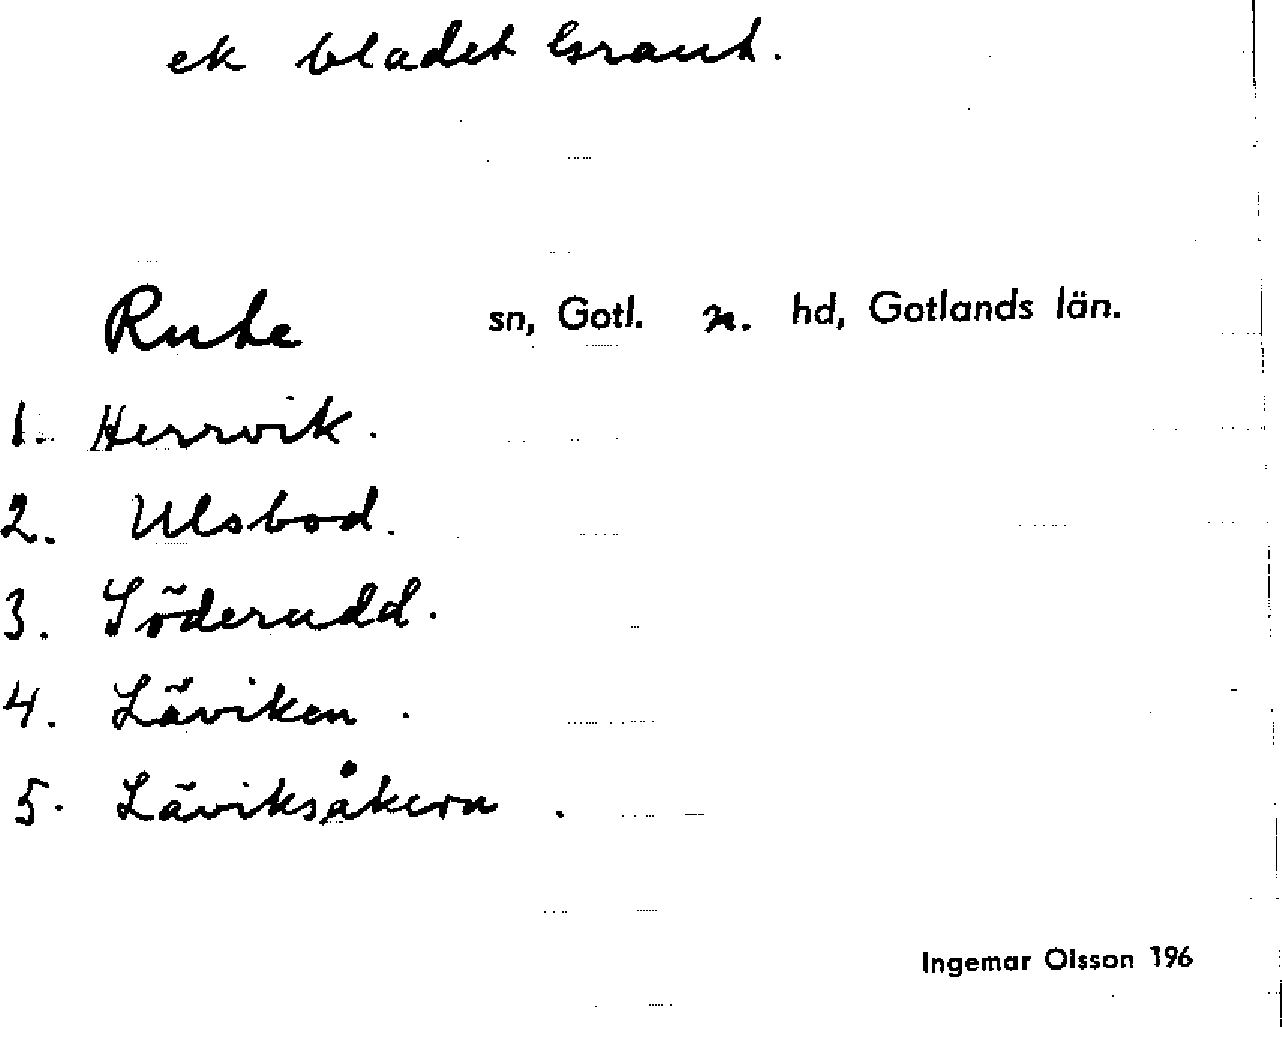 ek bladet Graut.
Rute sn, Gotl. n. hd, Gotlands län.
1. Herrvik.
2. Ulsbod.
3. Söderudd.
4. Läviken.
5. Läviksåkern.
Ingemar Olsson 196